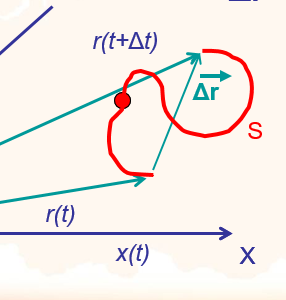 r(t+Δt)
Δr
S
r(t)
x(t)
X